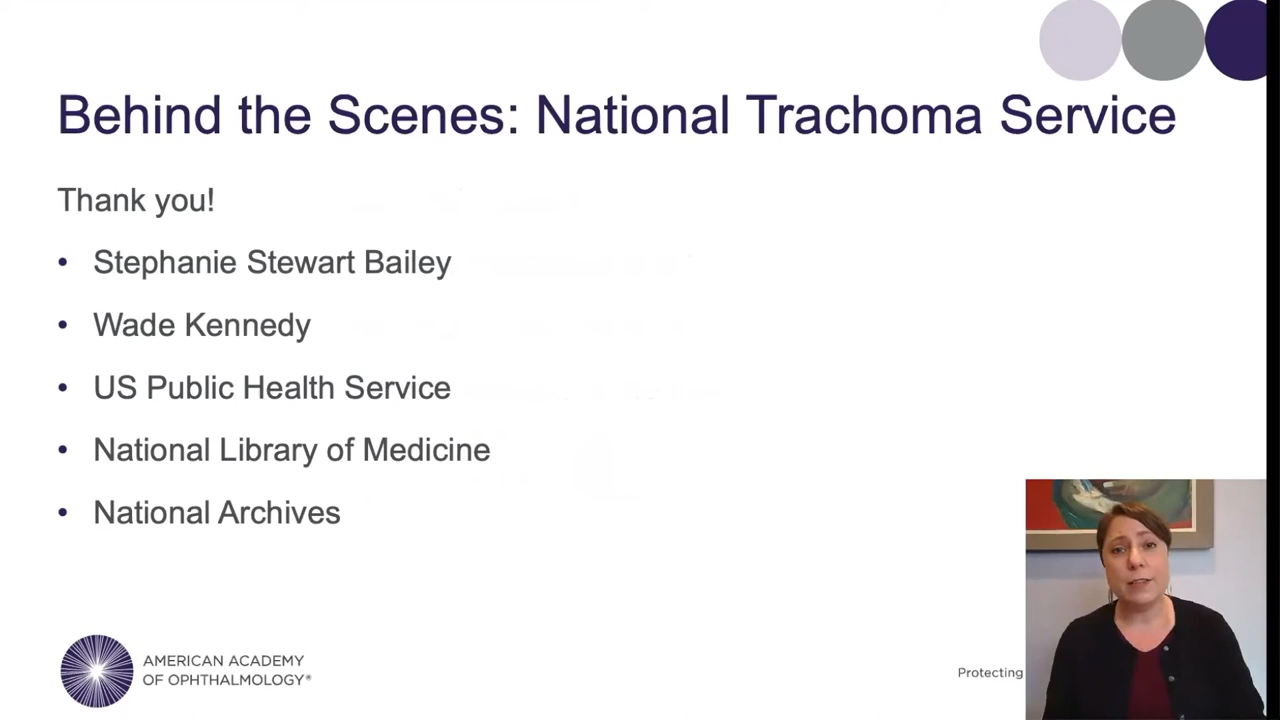 Behind the Scenes: National Trachoma Service
Thank you!
• Stephanie Stewart Bailey
• Wade Kennedy
• US Public Health Service
• National Library of Medicine
• National Archives
AMERICAN ACADEMY
OF OPHTHALMOLOGY®
Protecting